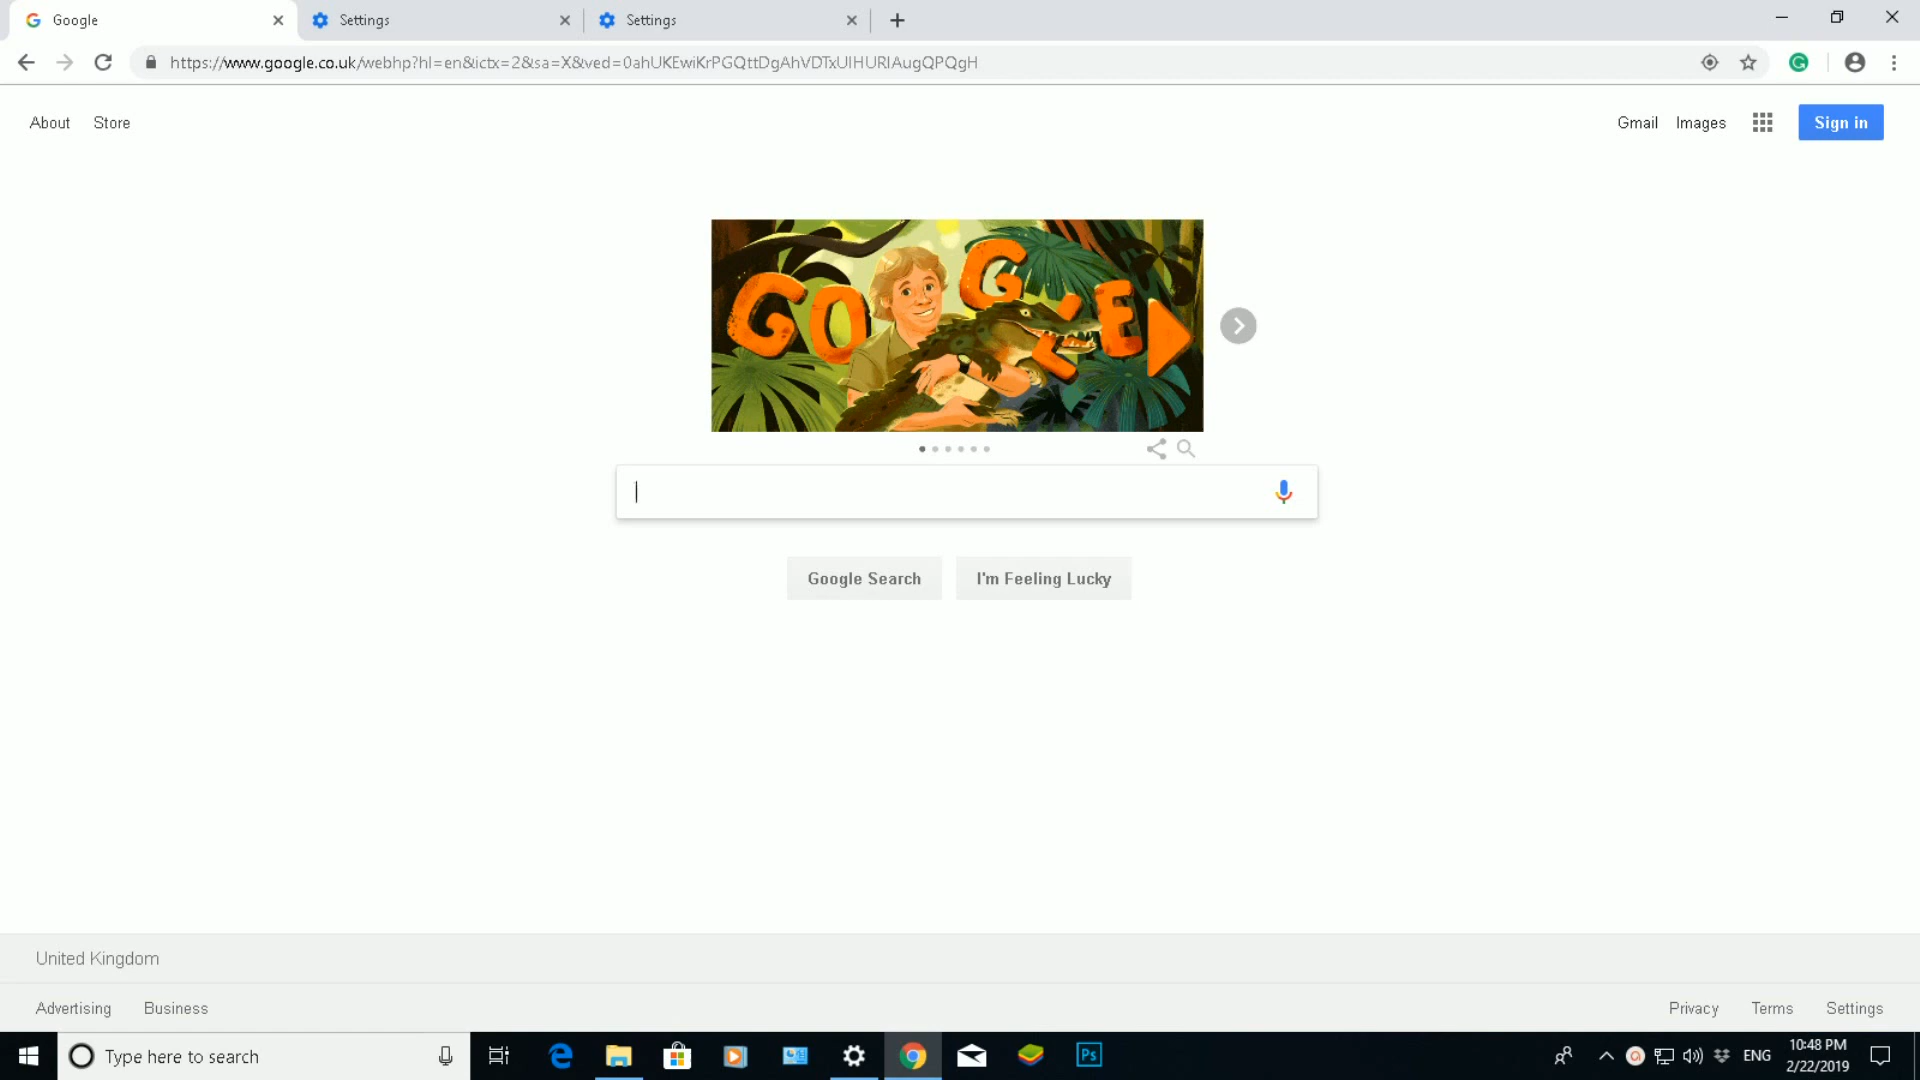 Google
Settings
Settings
https://www.google.co.uk/webhp?hl=en&ictx=2&sa=X&ved=0ahUKEwiKrPGQttDgAhVDTxUIHURIAugQPQgH
About Store
Gmail Images Sign in
GOOGLE
Google Search I'm Feeling Lucky
United Kingdom
Advertising Business
Privacy Terms Settings
Type here to search
Ps
ENG
10:48 PM
2/22/2019